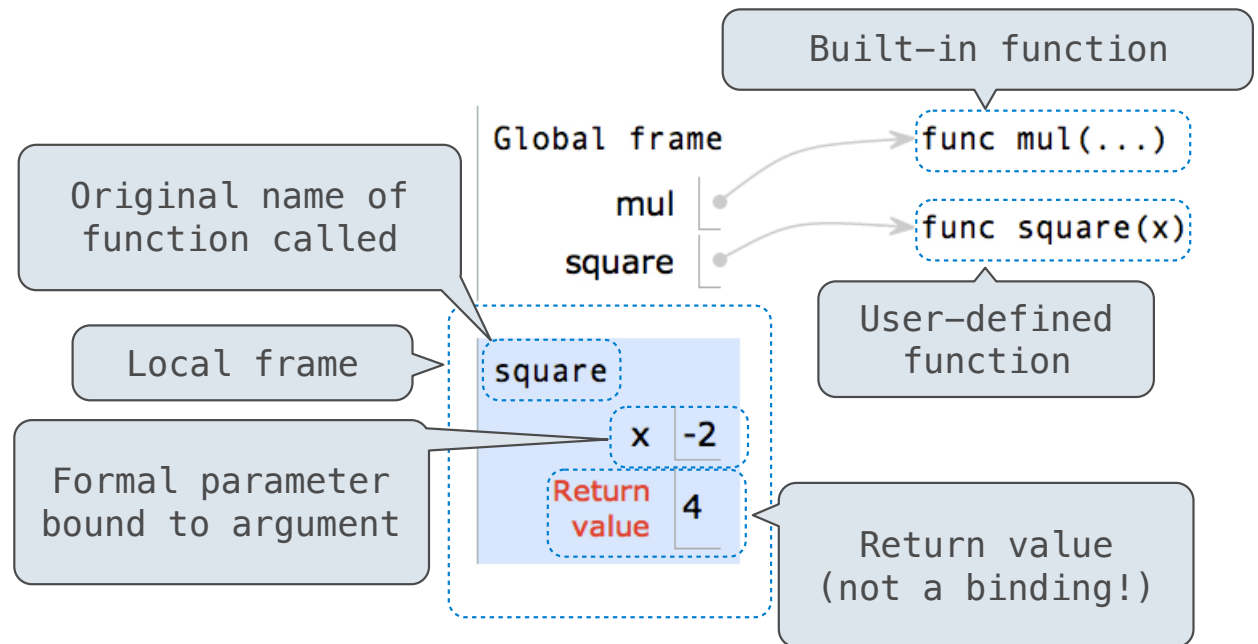 Built-in function
Global frame
func mul(...)
Original name of
function called
mul
func square(x)
square
User-defined
function
Local frame
square
x -2
Formal parameter
bound to argument
Return
value
4
Return value
(not a binding!)